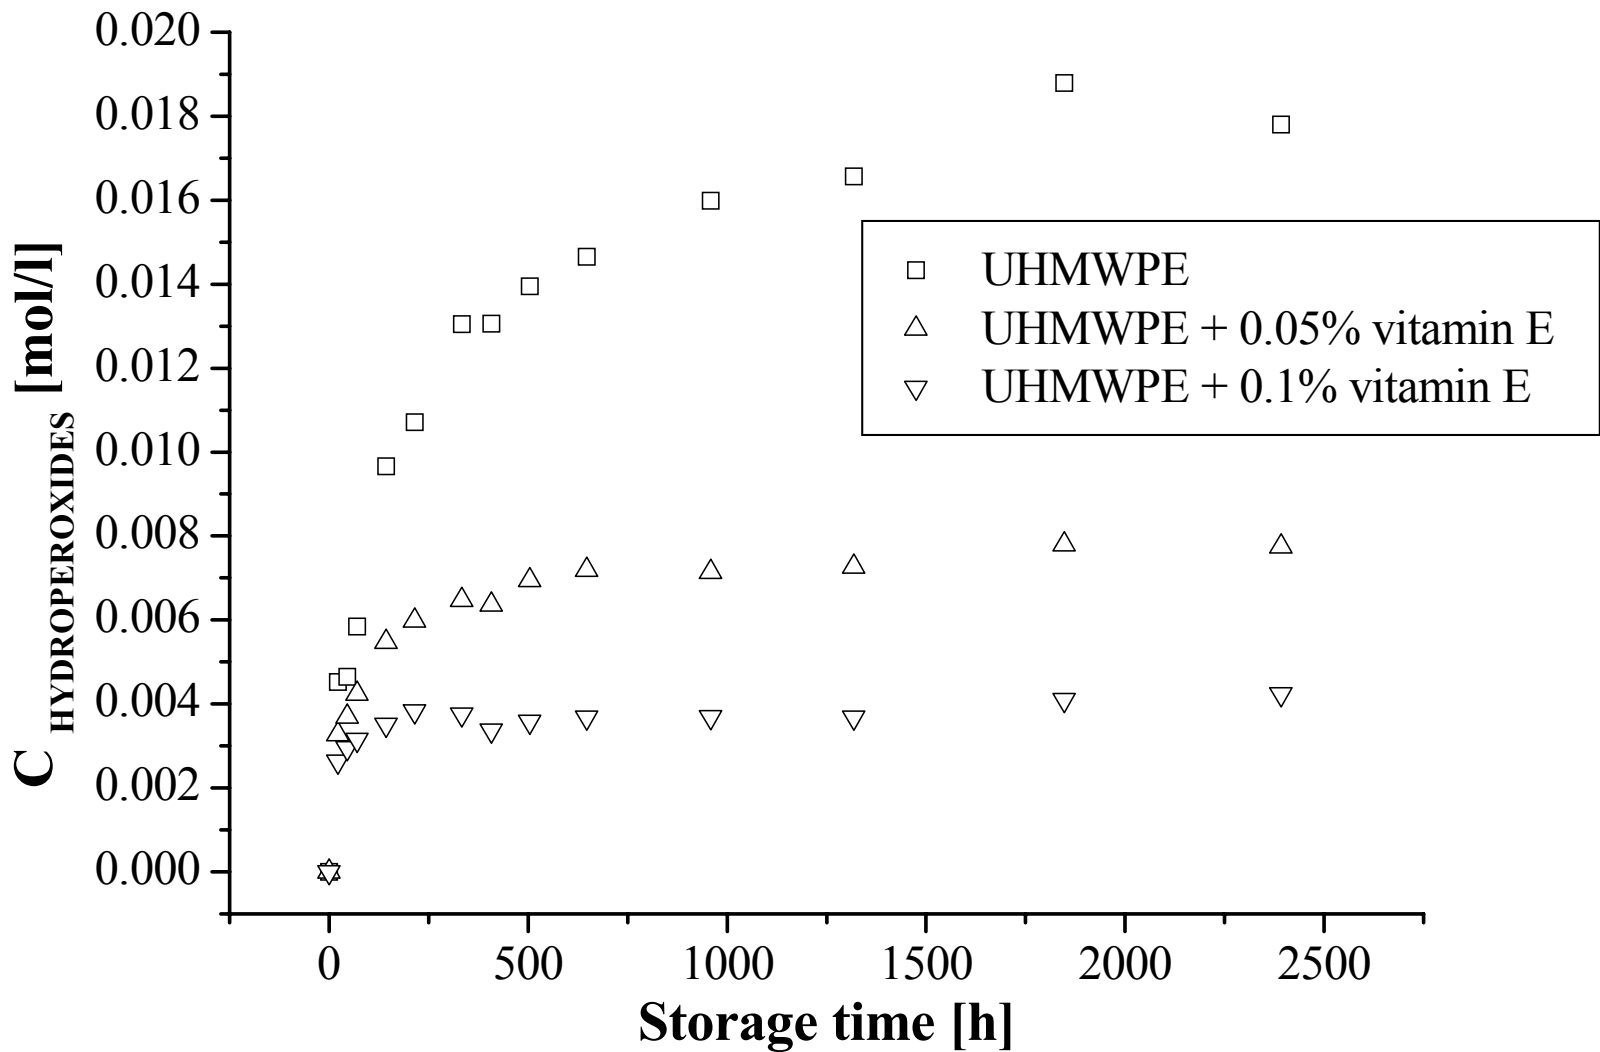 0.020
0.018
0.016
0.014
0.012
0.010
0.008
0.006
0.004
0.002
0.000
C HYDROPEROXIDES [mol/l]
UHMWPE
UHMWPE + 0.05% vitamin E
UHMWPE + 0.1% vitamin E
0 500 1000 1500 2000 2500
Storage time [h]